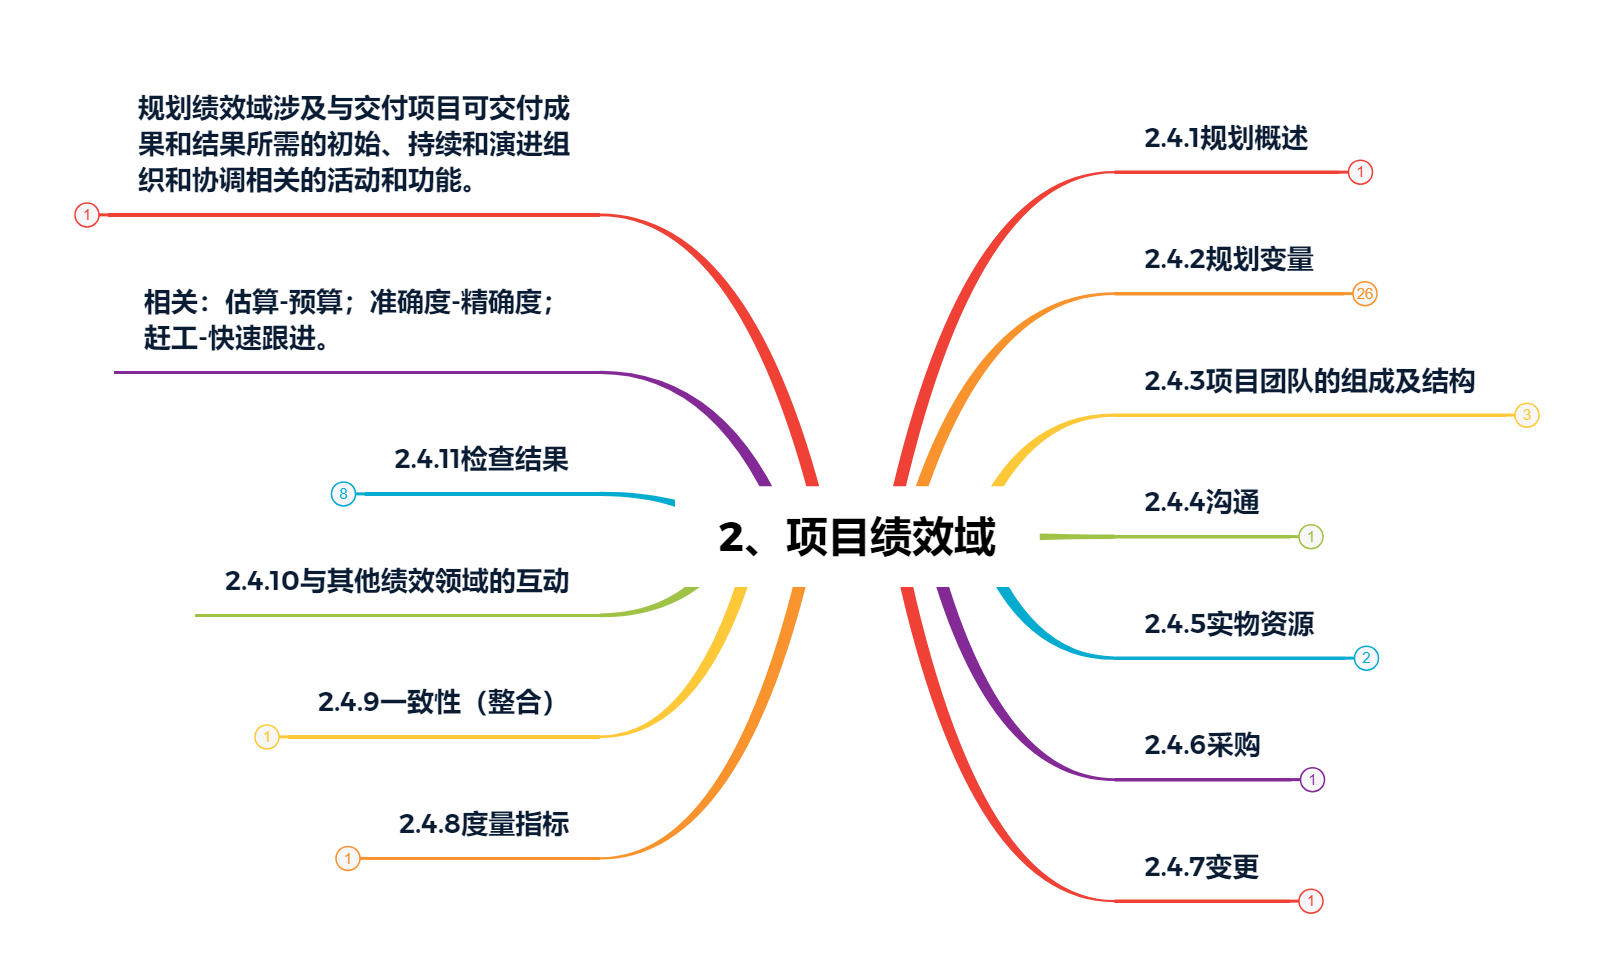 2、项目绩效域
2.4.1规划概述
1
2.4.2规划变量
26
2.4.3项目团队的组成及结构
3
2.4.4沟通
1
2.4.5实物资源
2
2.4.6采购
1
2.4.7变更
1
2.4.8度量指标
1
2.4.9一致性（整合）
1
2.4.10与其他绩效领域的互动
2.4.11检查结果
8
相关：估算-预算；准确度-精确度；
赶工-快速跟进。
规划绩效域涉及与交付项目可交付成
果和结果所需的初始、持续和演进组
织和协调相关的活动和功能。
1